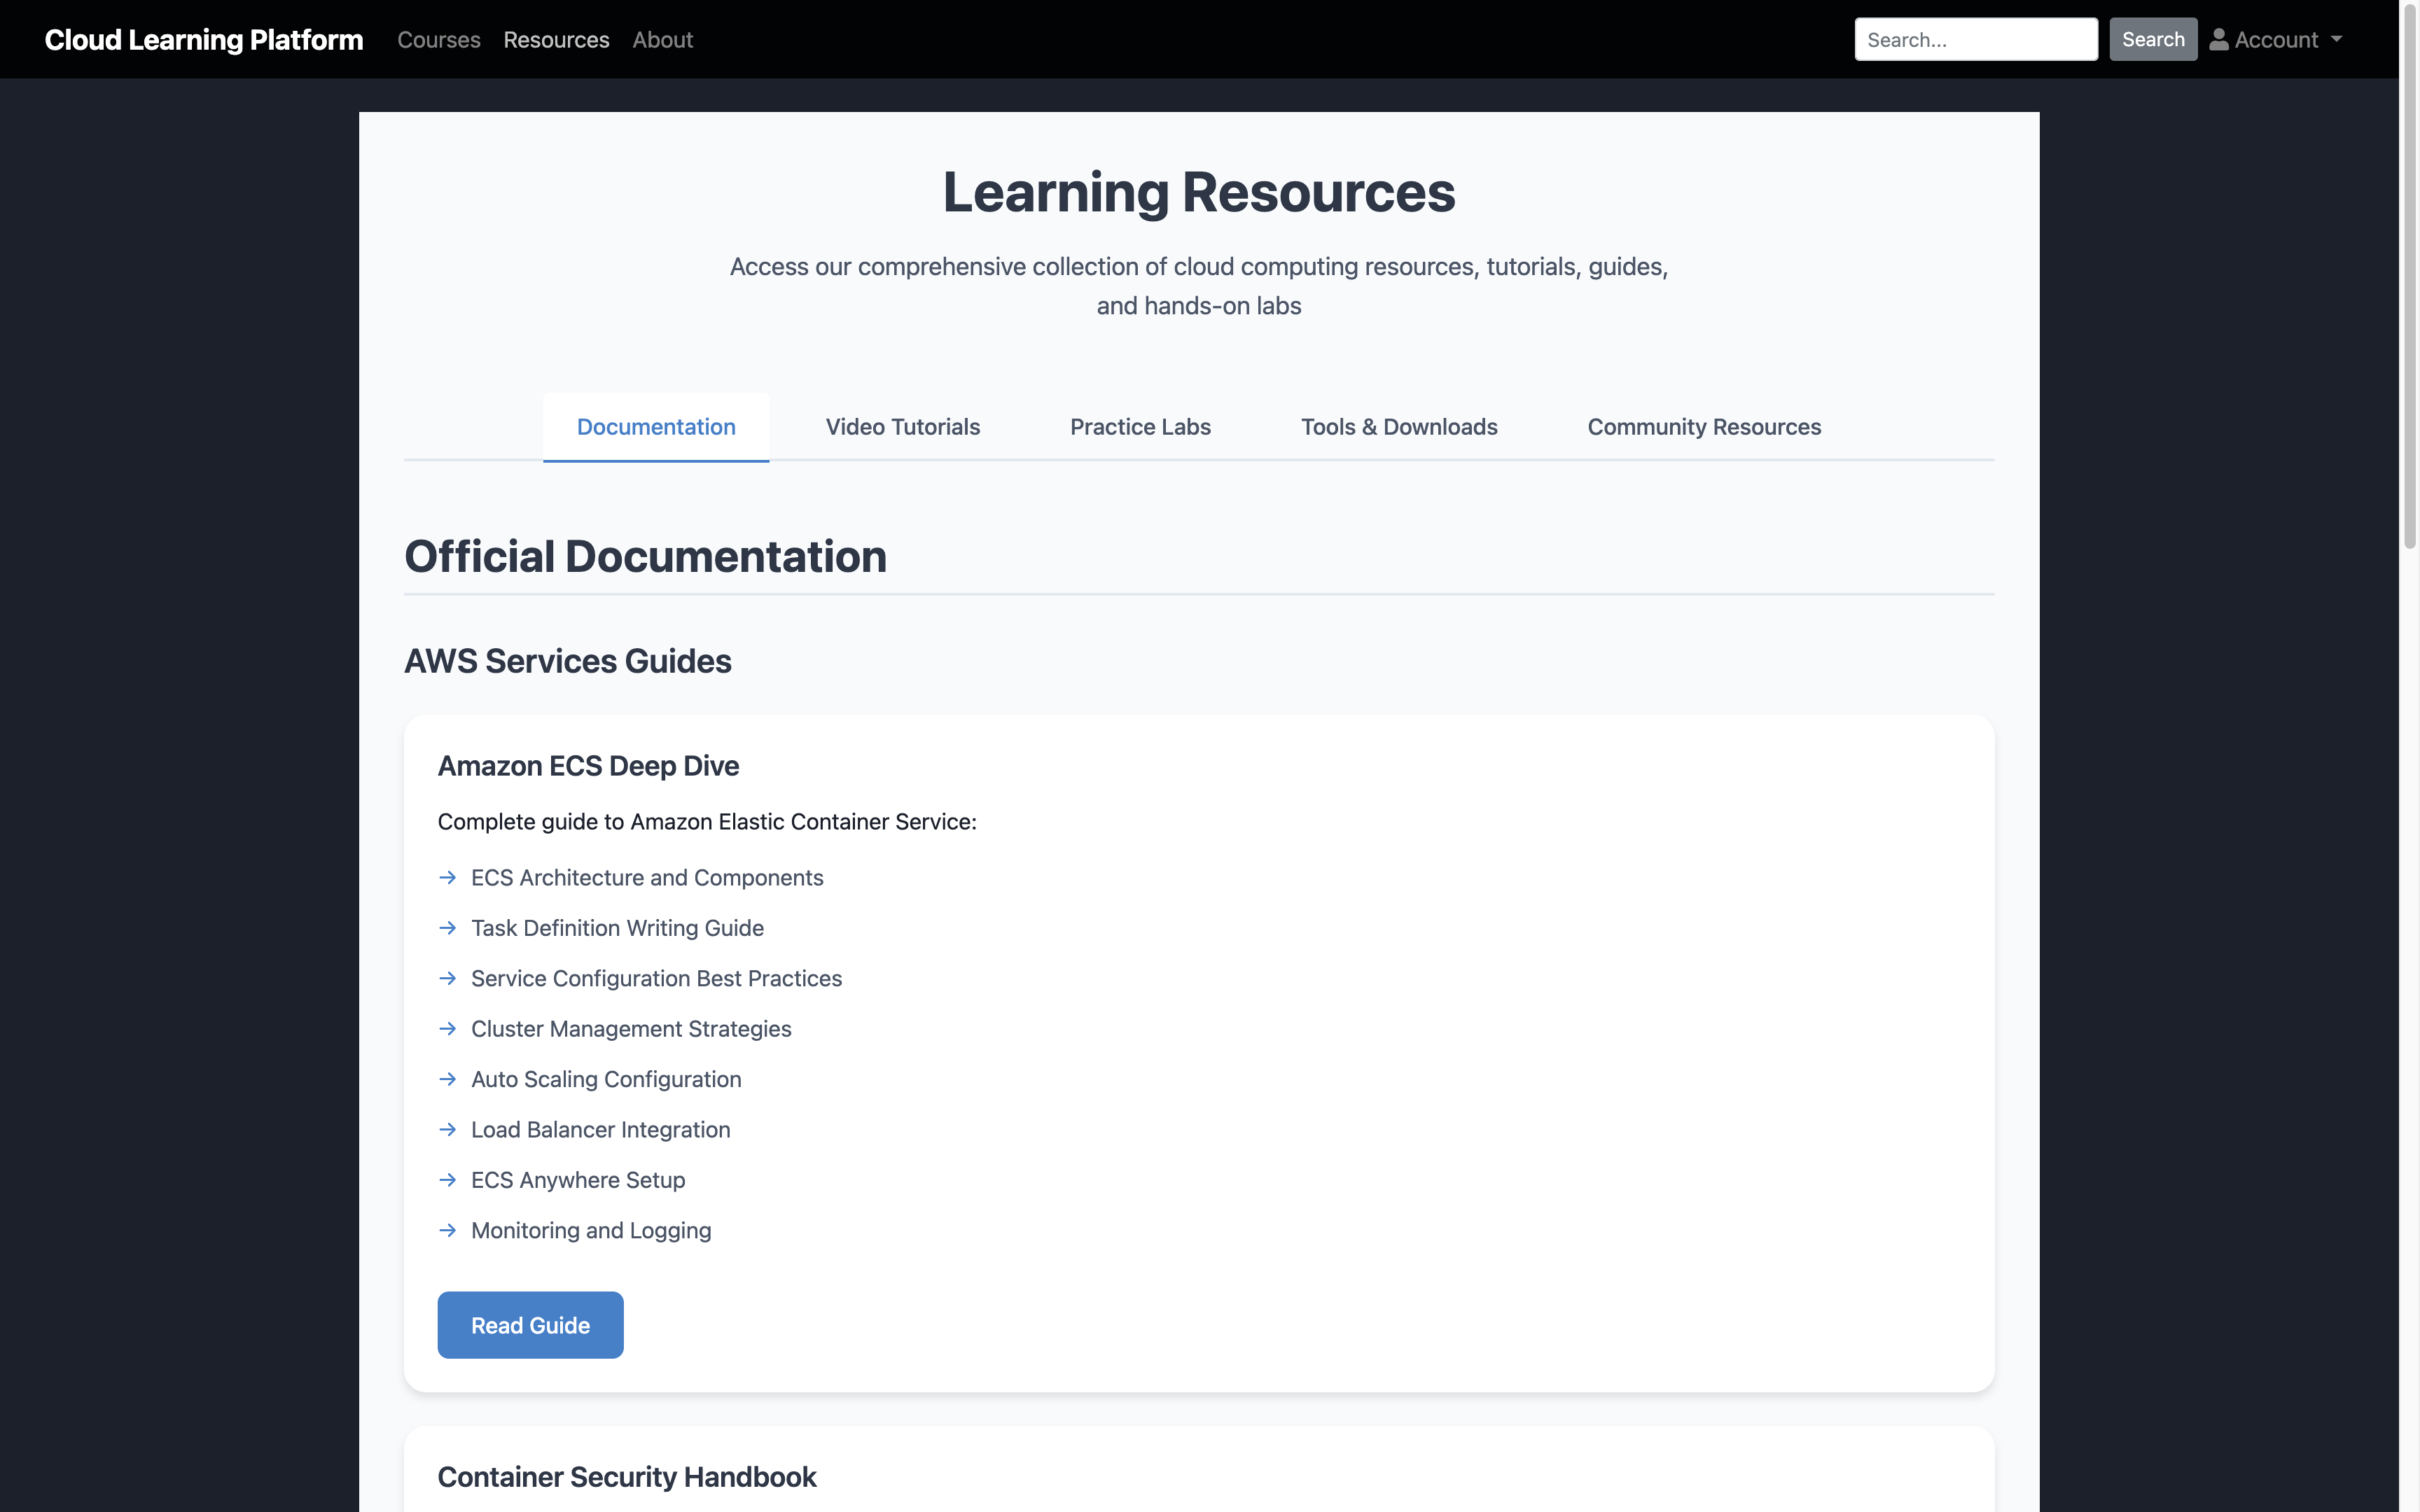 Cloud Learning Platform Courses Resources About Search... Search Account
Learning Resources
Access our comprehensive collection of cloud computing resources, tutorials, guides,
and hands-on labs
Documentation Video Tutorials Practice Labs Tools & Downloads Community Resources
Official Documentation
AWS Services Guides
Amazon ECS Deep Dive
Complete guide to Amazon Elastic Container Service:
→ ECS Architecture and Components
→ Task Definition Writing Guide
→ Service Configuration Best Practices
→ Cluster Management Strategies
→ Auto Scaling Configuration
→ Load Balancer Integration
→ ECS Anywhere Setup
→ Monitoring and Logging
Read Guide
Container Security Handbook